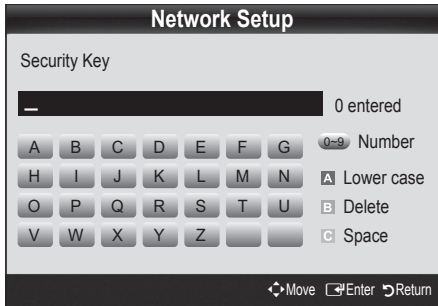 Network Setup
Security Key
_
0 entered
A B C D E F G
0~9 Number
H I J K L M N
A Lower case
O P Q R S T U
B Delete
V W X Y Z
C Space
Move Enter Return